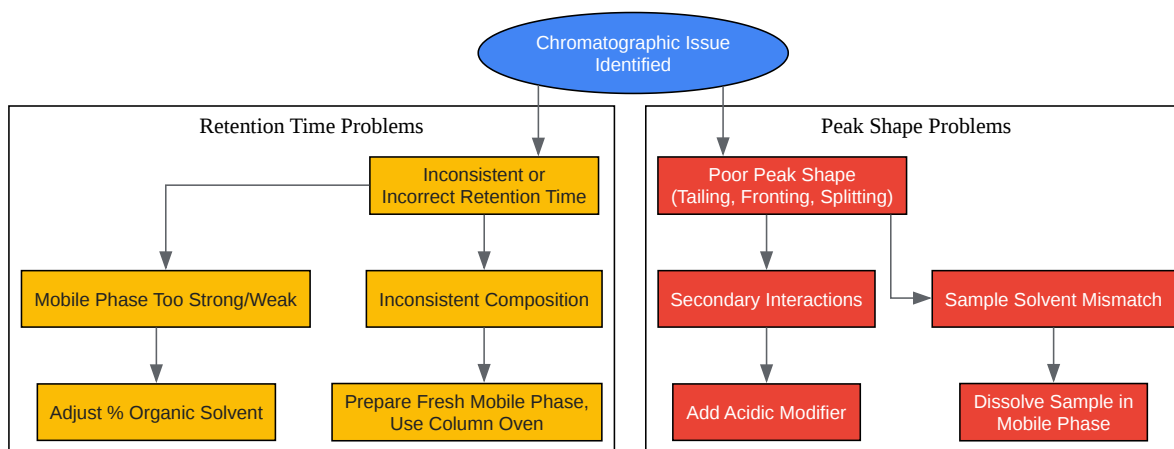 Chromatographic Issue
Identified
Retention Time Problems
Inconsistent or
Incorrect Retention Time
Mobile Phase Too Strong/Weak
Inconsistent Composition
Adjust % Organic Solvent
Prepare Fresh Mobile Phase,
Use Column Oven
Peak Shape Problems
Poor Peak Shape
(Tailing, Fronting, Splitting)
Secondary Interactions
Sample Solvent Mismatch
Add Acidic Modifier
Dissolve Sample in
Mobile Phase